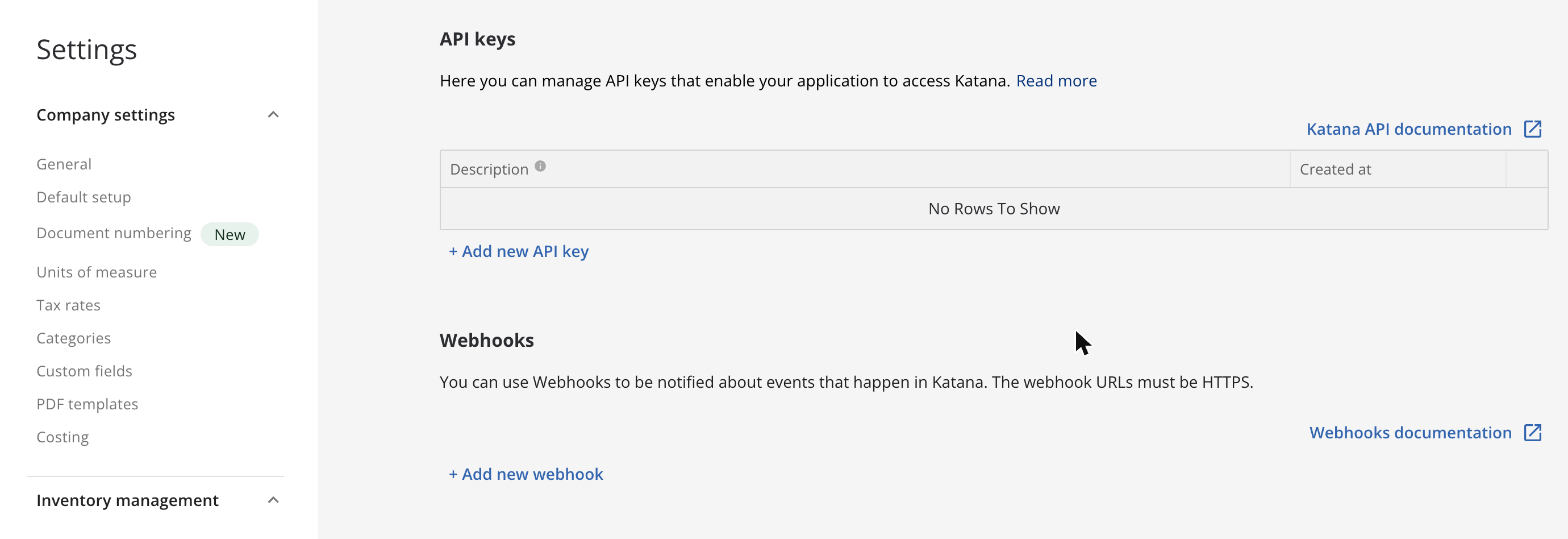 Settings
Company settings
General
Default setup
Document numbering New
Units of measure
Tax rates
Categories
Custom fields
PDF templates
Costing
Inventory management
API keys
Here you can manage API keys that enable your application to access Katana. Read more
Katana API documentation
Description Created at
No Rows To Show
+ Add new API key
Webhooks
You can use Webhooks to be notified about events that happen in Katana. The webhook URLs must be HTTPS.
Webhooks documentation
+ Add new webhook